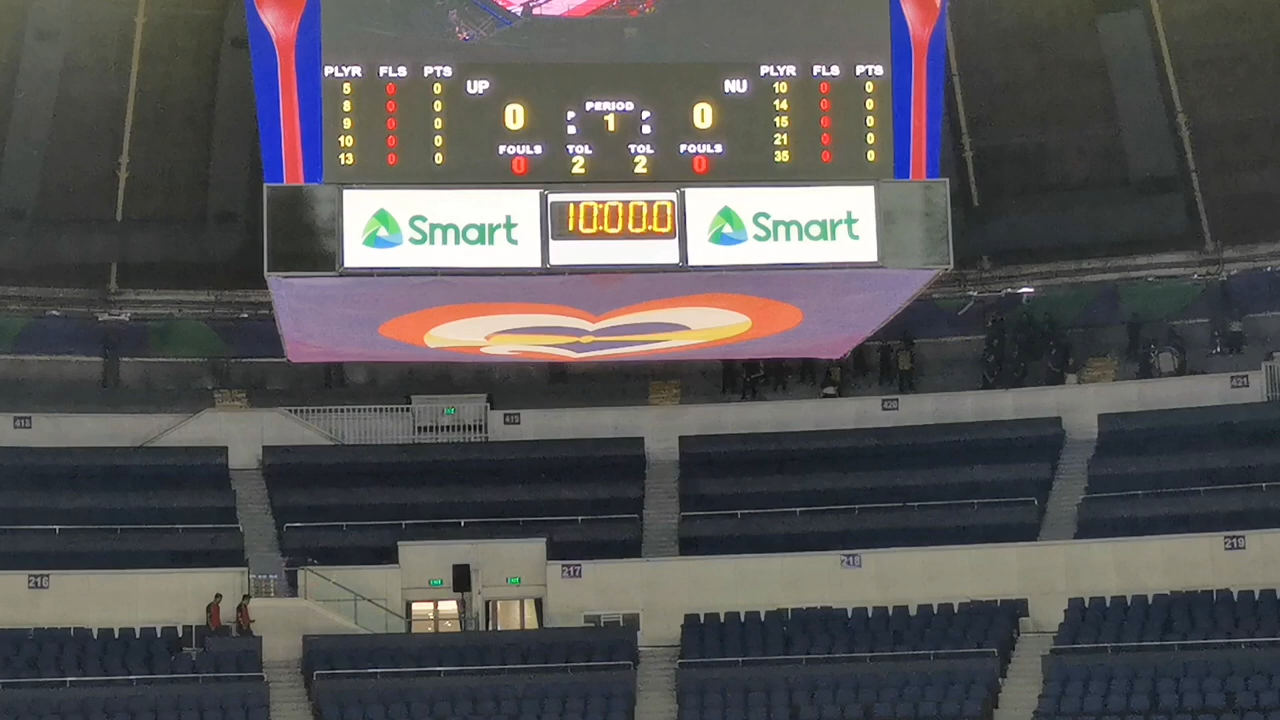 PLYR FLS PTS
5 0 0
8 0 0
9 0 0
10 0 0
13 0 0
UP
0
FOULS
0
PERIOD
P 1 P
B B
TOL TOL
2 2
NU
0
FOULS
0
PLYR FLS PTS
10 0 0
14 0 0
15 0 0
21 0 0
35 0 0
Smart
10:00.0
Smart
418
419
420
421
EXIT
216
217
218
219
EXIT
EXIT